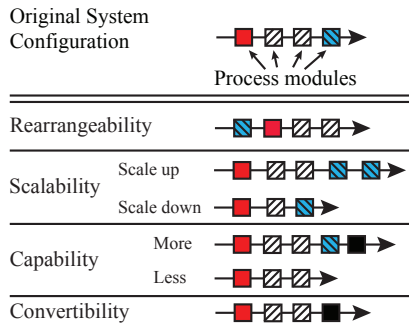 Original System
Configuration
Process modules
Rearrangeability
Scale up
Scalability
Scale down
More
Capability
Less
Convertibility